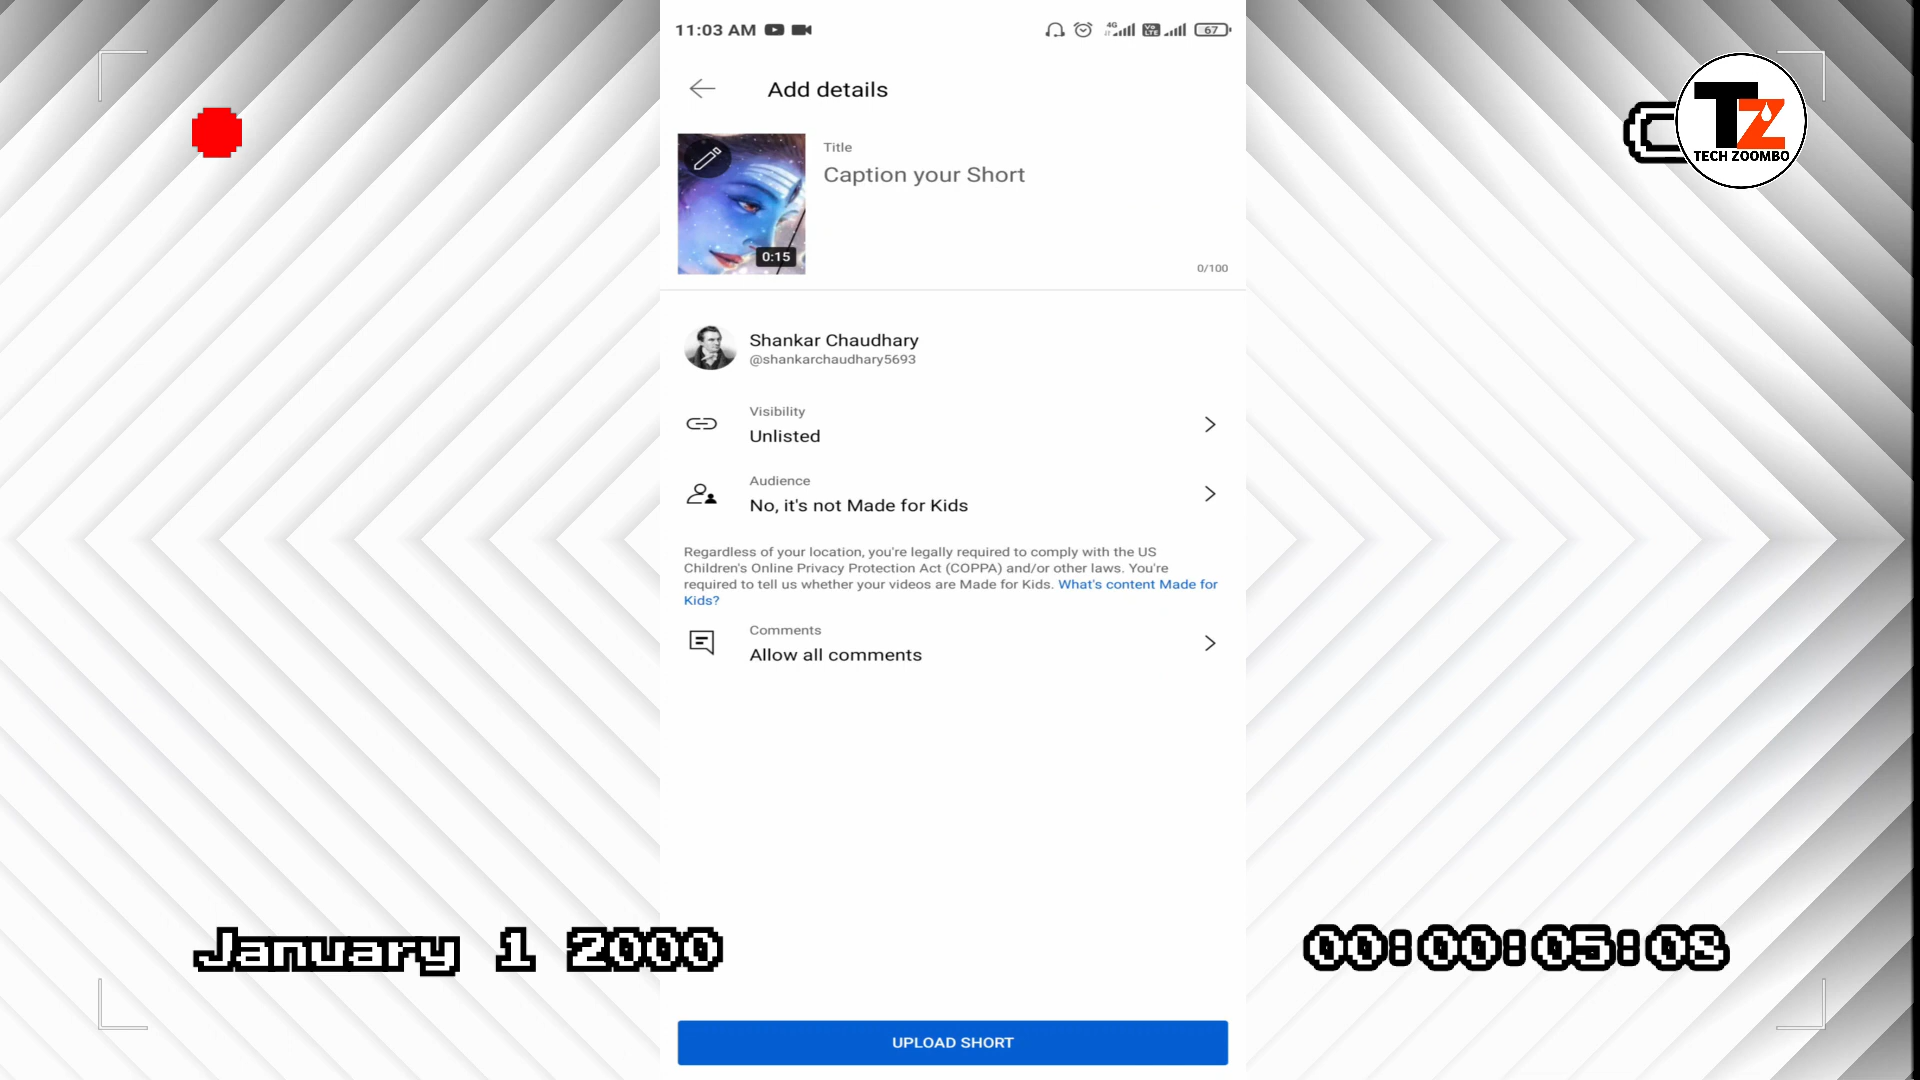 11:03 AM
4G
Vo
LTE
67
Add details
TZ
TECH ZOOMBO
Title
Caption your Short
0:15
0/100
Shankar Chaudhary
@shankarchaudhary5693
Visibility
Unlisted
Audience
No, it's not Made for Kids
Regardless of your location, you're legally required to comply with the US
Children's Online Privacy Protection Act (COPPA) and/or other laws. You're
required to tell us whether your videos are Made for Kids. What's content Made for
Kids?
Comments
Allow all comments
January 1 2000
00:00:05:03
UPLOAD SHORT